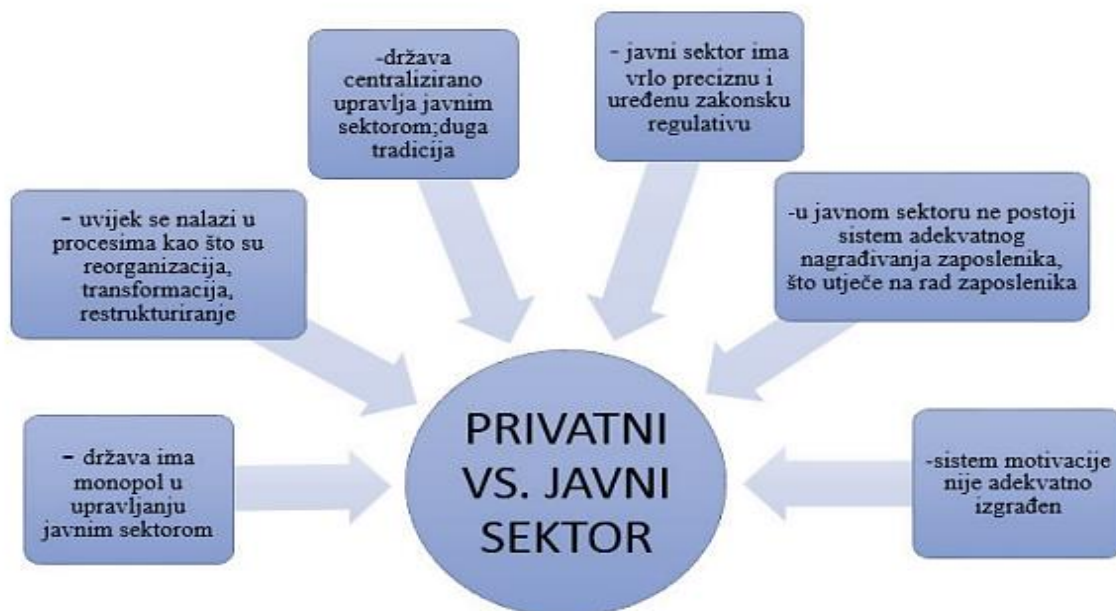 -država
centralizirano
upravlja javnim
sektorom;duga
tradicija
- javni sektor ima
vrlo preciznu i
uređenu zakonsku
regulativu
- uvijek se nalazi u
procesima kao što su
reorganizacija,
transformacija,
restrukturiranje
-u javnom sektoru ne postoji
sistem adekvatnog
nagrađivanja zaposlenika,
što utječe na rad zaposlenika
- država ima
monopol u
upravljanju
javnim sektorom
PRIVATNI
VS. JAVNI
SEKTOR
-sistem motivacije
nije adekvatno
izgrađen